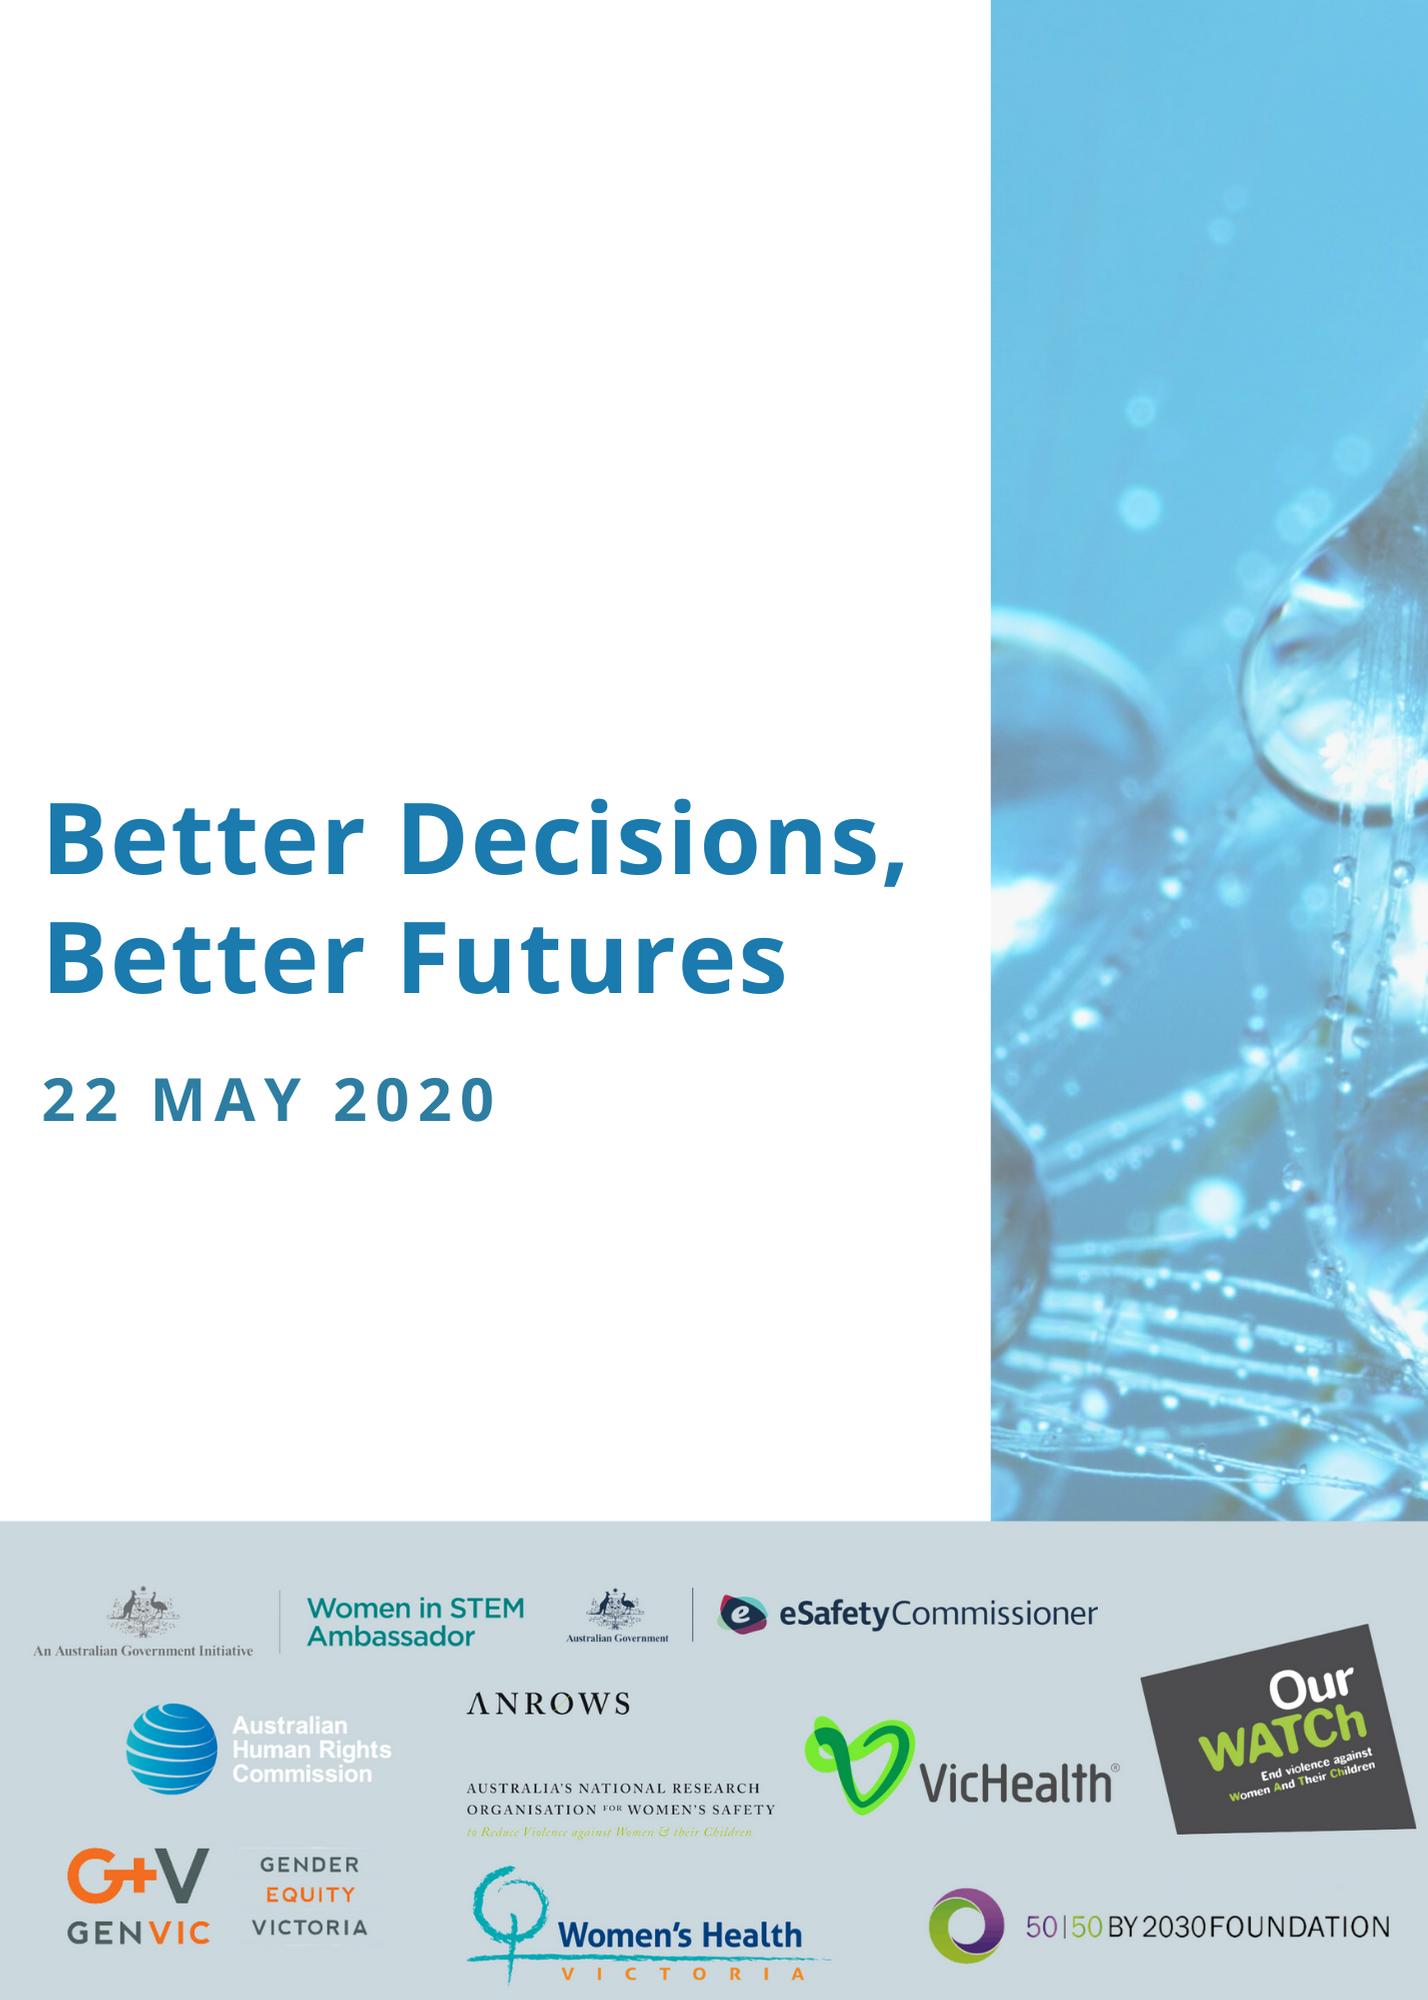 Better Decisions,
Better Futures
22 MAY 2020
An Australian Government Initiative
Women in STEM
Ambassador
Australian Government
e
eSafetyCommissioner
Australian
Human Rights
Commission
ANROWS
AUSTRALIA'S NATIONAL RESEARCH
ORGANISATION FOR WOMEN'S SAFETY
to Reduce Violence against Women & their Children
VicHealth®
Our
WATCh
End violence against
Women And Their Children
G+V
GENVIC
GENDER
EQUITY
VICTORIA
Women's Health
VICTORIA
50|50 BY 2030 FOUNDATION